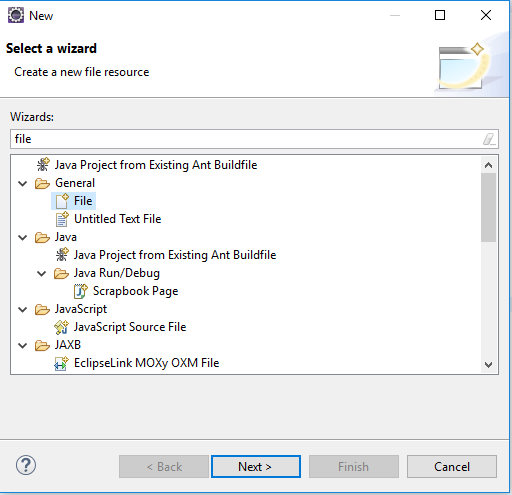 New
Select a wizard
Create a new file resource
Wizards:
file
Java Project from Existing Ant Buildfile
General
File
Untitled Text File
Java
Java Project from Existing Ant Buildfile
Java Run/Debug
Scrapbook Page
JavaScript
JavaScript Source File
JAXB
EclipseLink MOXy OXM File
? < Back Next > Finish Cancel